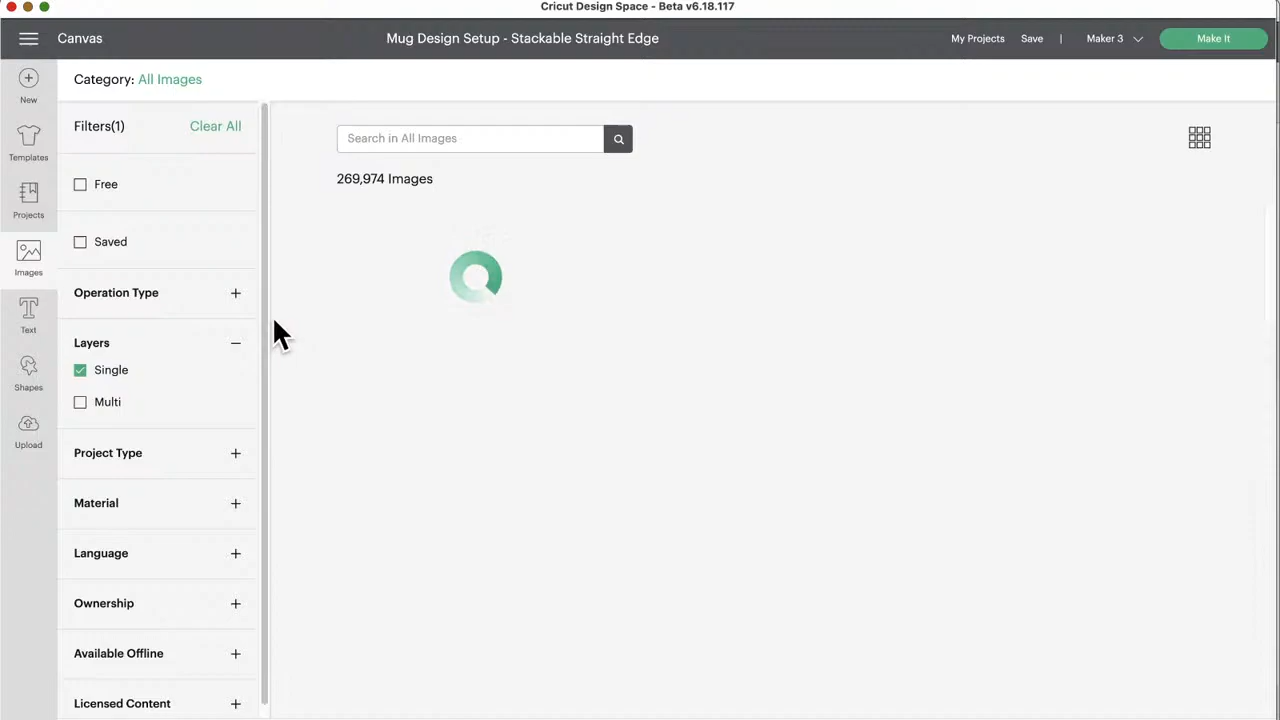 Cricut Design Space - Beta v6.18.117
Canvas
Mug Design Setup - Stackable Straight Edge
My Projects
Save
|
Maker 3
Make It
New
Templates
Projects
Images
Text
Shapes
Upload
Category: All Images
Filters(1)
Clear All
Free
Saved
Operation Type
Layers
Single
Multi
Project Type
Material
Language
Ownership
Available Offline
Licensed Content
Search in All Images
269,974 Images